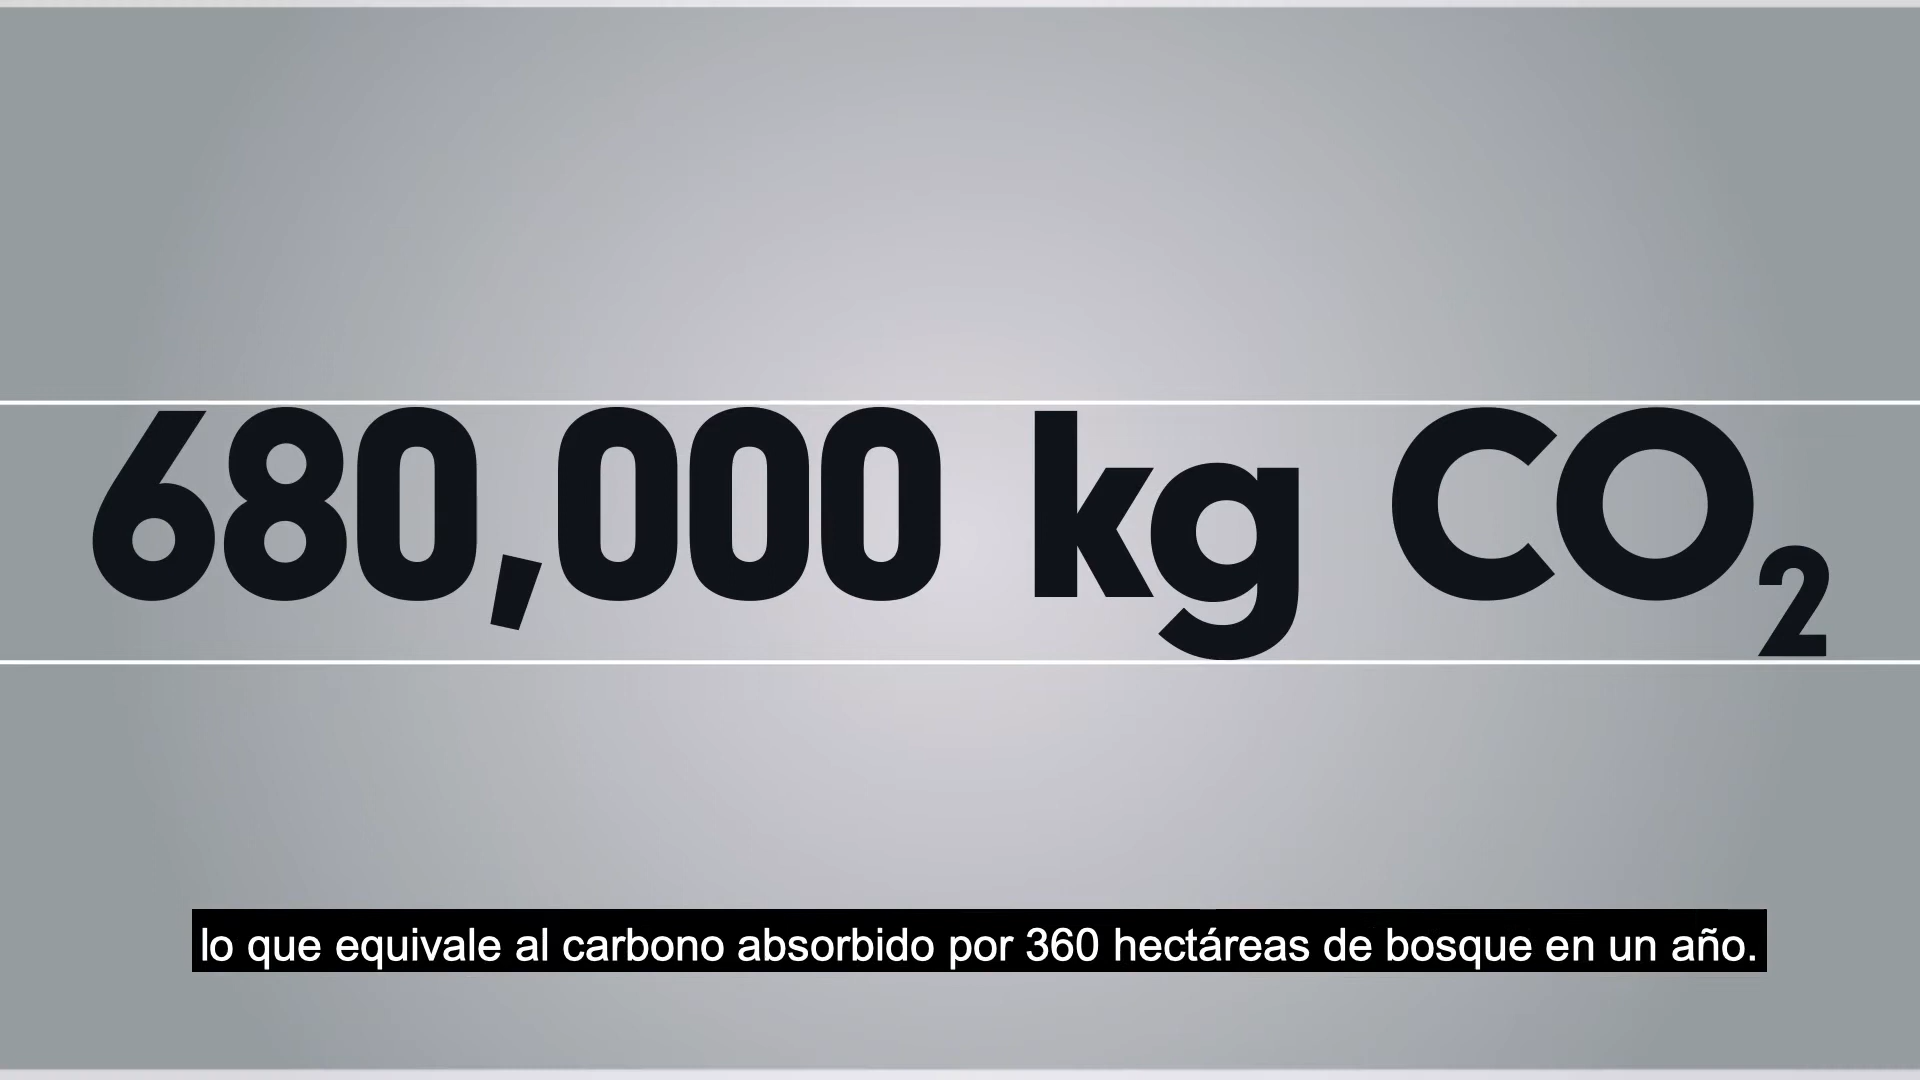 680,000 kg CO₂
lo que equivale al carbono absorbido por 360 hectáreas de bosque en un año.